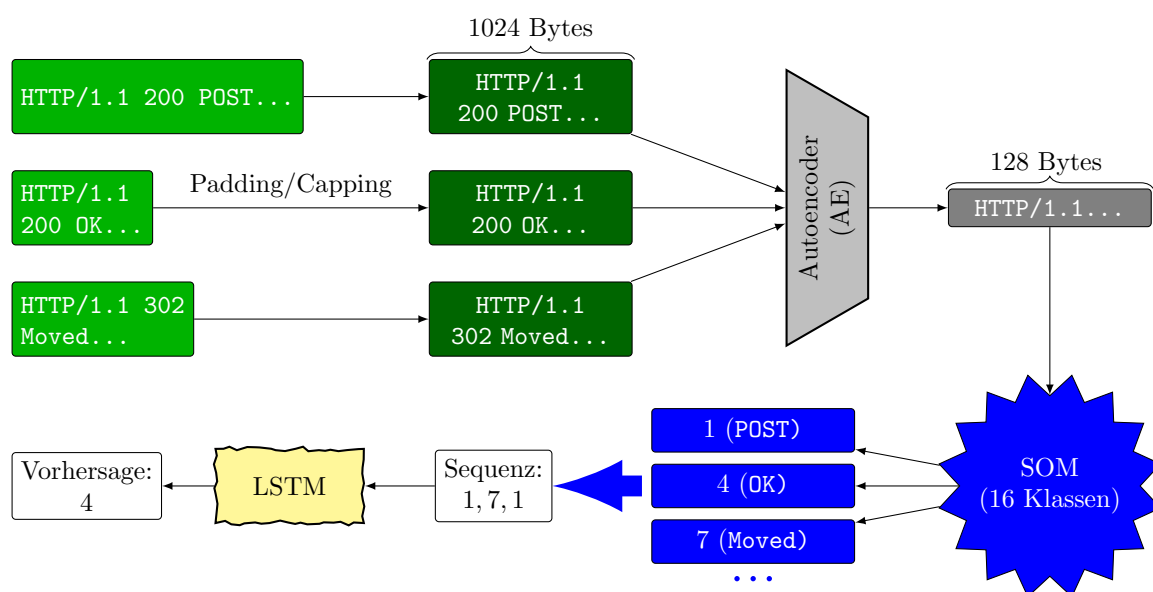 1024 Bytes
HTTP/1.1 200 POST...
HTTP/1.1
200 POST...
HTTP/1.1
200 OK...
Padding/Capping
HTTP/1.1
200 OK...
HTTP/1.1 302
Moved...
HTTP/1.1
302 Moved...
Autoencoder
(AE)
128 Bytes
HTTP/1.1...
SOM
(16 Klassen)
1 (POST)
4 (OK)
7 (Moved)
...
Sequenz:
1, 7, 1
LSTM
Vorhersage:
4